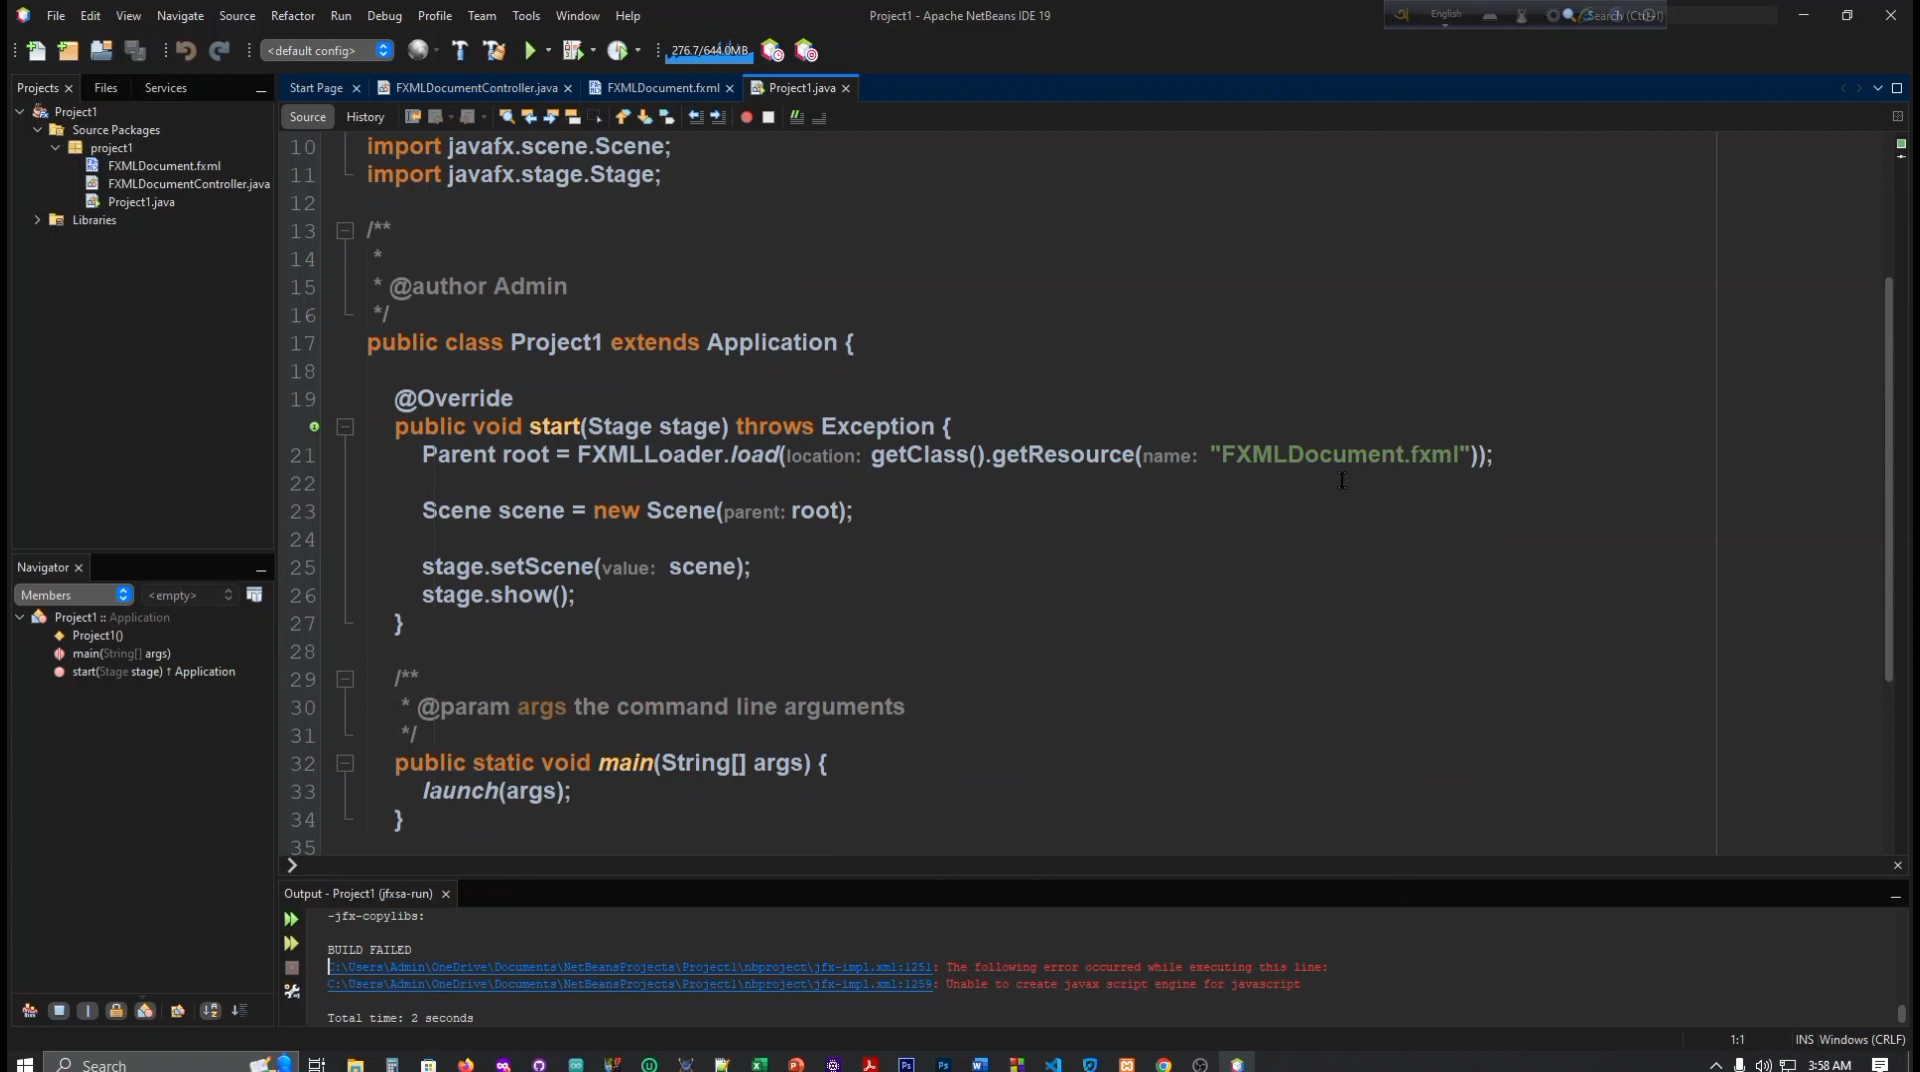 File Edit View Navigate Source Refactor Run Debug Profile Team Tools Window Help
Project1 - Apache NetBeans IDE 19
English
Search (Ctrl+I)
<default config>
276.7/644.0MB
Projects Files Services
Start Page FXMLDocumentController.java FXMLDocument.fxml Project1.java
Source History
Project1
Source Packages
project1
FXMLDocument.fxml
FXMLDocumentController.java
Project1.java
Libraries
10 import javafx.scene.Scene;
11 import javafx.stage.Stage;
12
13 /**
14 *
15 * @author Admin
16 */
17 public class Project1 extends Application {
18
19 @Override
public void start(Stage stage) throws Exception {
21 Parent root = FXMLLoader.load(location: getClass().getResource(name: "FXMLDocument.fxml"));
22
23 Scene scene = new Scene(parent: root);
24
25 stage.setScene(value: scene);
26 stage.show();
27 }
28
29 /**
30 * @param args the command line arguments
31 */
32 public static void main(String[] args) {
33 launch(args);
34 }
35
Navigator
Members <empty>
Project1 :: Application
Project1()
main(String[] args)
start(Stage stage) ↑ Application
Output - Project1 (jfxsa-run)
-jfx-copylibs:
BUILD FAILED
C:\Users\Admin\OneDrive\Documents\NetBeansProjects\Project1\nbproject\jfx-impl.xml:1251: The following error occurred while executing this line:
C:\Users\Admin\OneDrive\Documents\NetBeansProjects\Project1\nbproject\jfx-impl.xml:1259: Unable to create javax script engine for javascript
Total time: 2 seconds
1:1 INS Windows (CRLF)
Search
3:58 AM